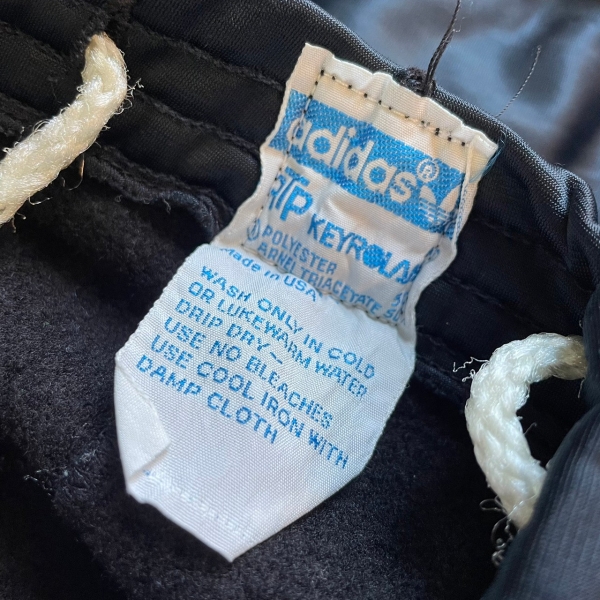 adidas®
KEYROLAN®
POLYESTER
ARNEL TRIACETATE
Made in USA
WASH ONLY IN COLD
OR LUKEWARM WATER
DRIP DRY~
USE NO BLEACHES
USE COOL IRON WITH
DAMP CLOTH